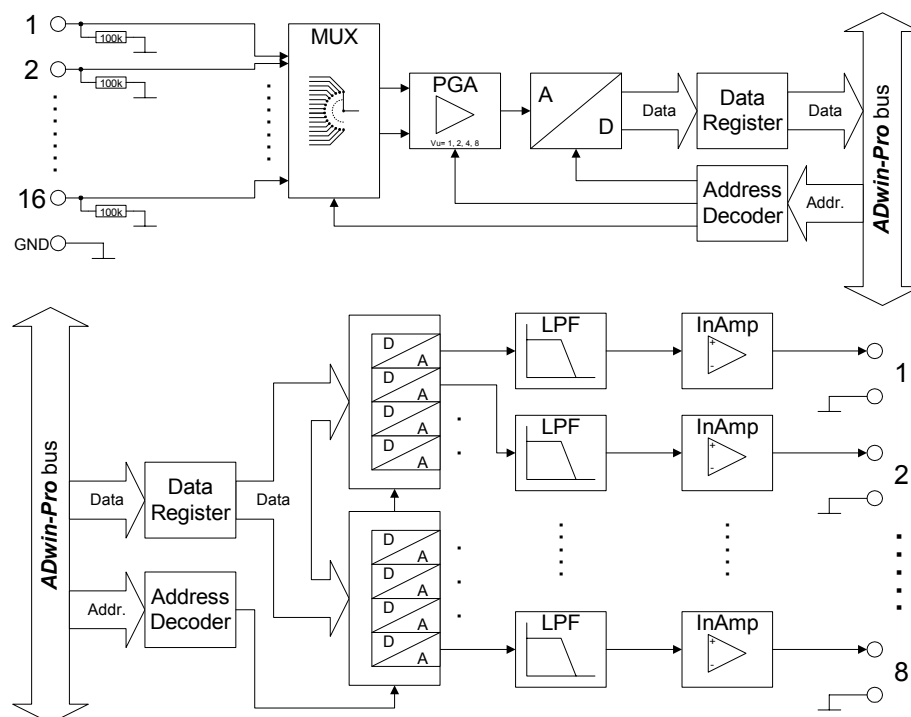 1
100k
2
100k
16
100k
GND
MUX
PGA
Vu= 1, 2, 4, 8
A
D
Data
Data
Register
Data
Address
Decoder
Addr.
ADwin-Pro bus
ADwin-Pro bus
Data
Data
Register
Data
Addr.
Address
Decoder
D
A
D
A
D
A
D
A
D
A
D
A
D
A
D
A
LPF
InAmp
+
-
1
LPF
InAmp
+
-
2
LPF
InAmp
+
-
8